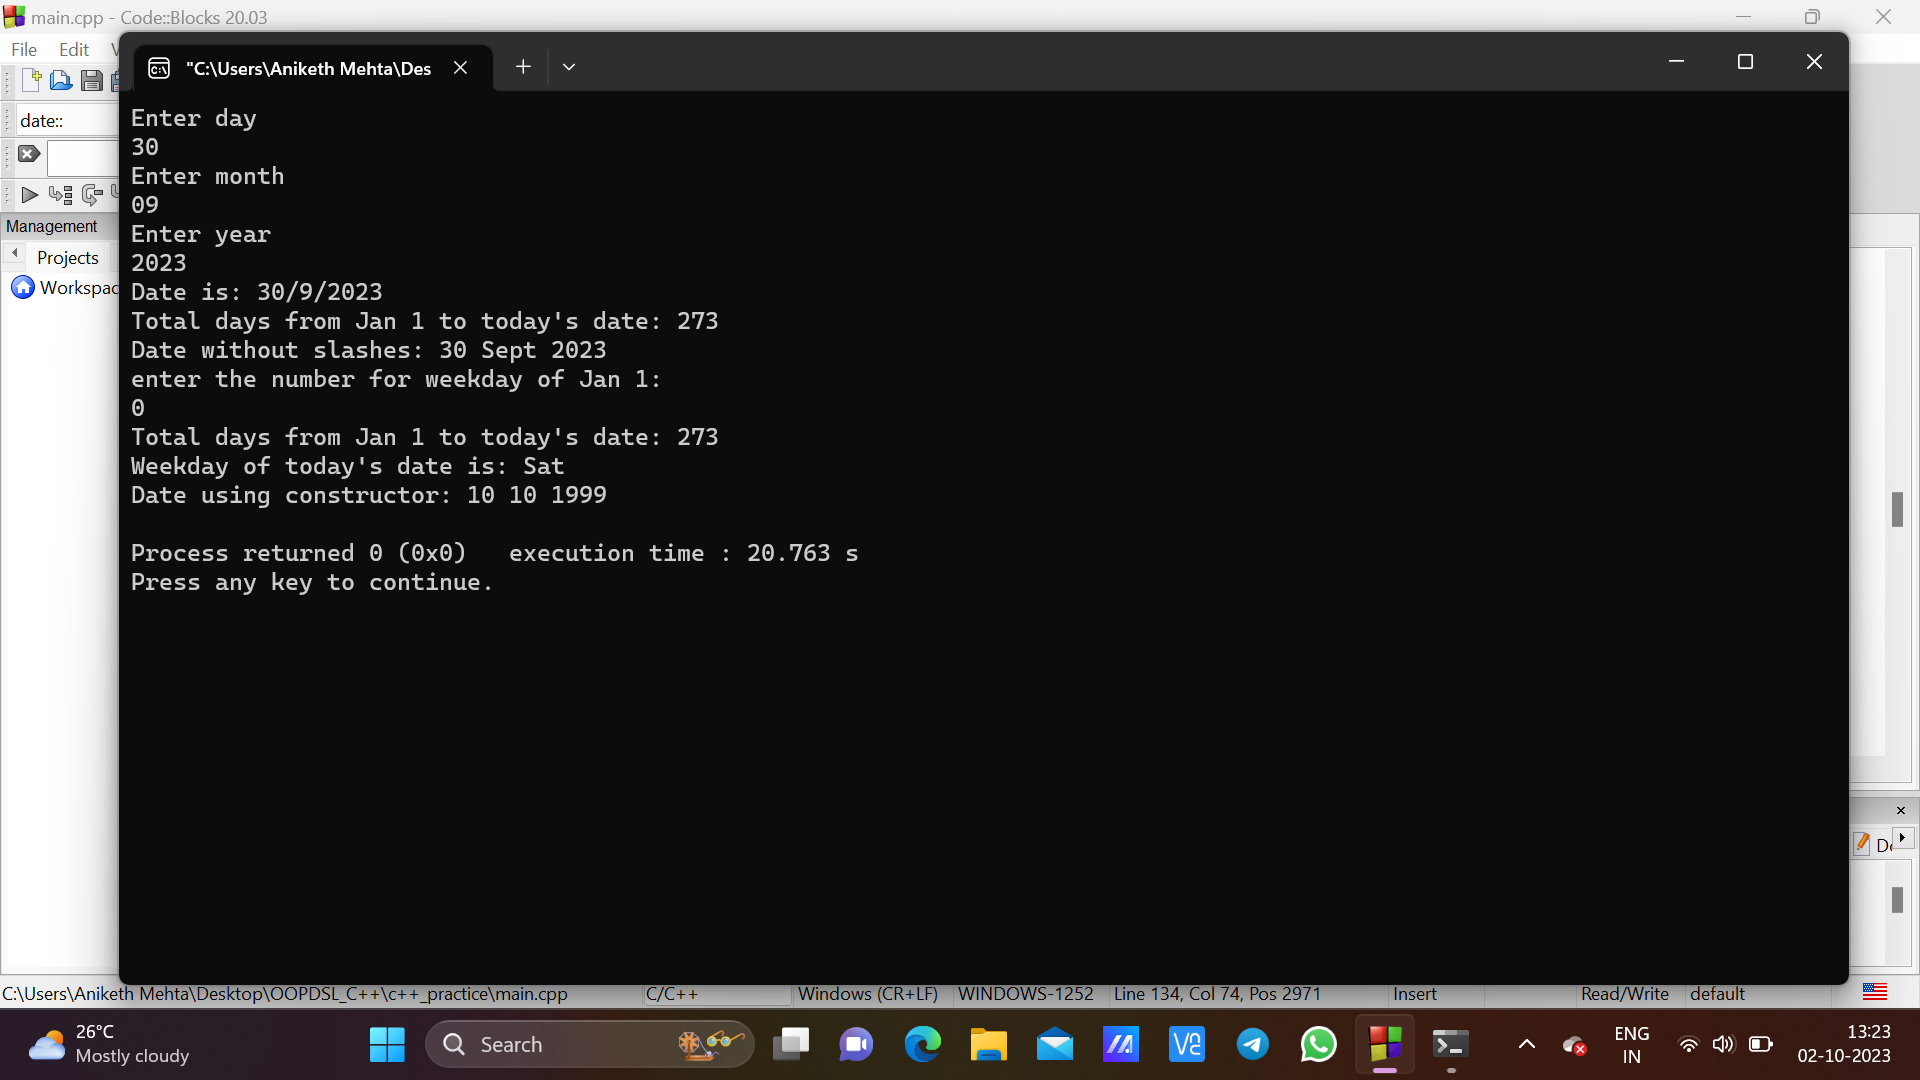 main.cpp - Code::Blocks 20.03
File Edit
"C:\Users\Aniketh Mehta\Des
date::
Management
Projects
Workspac
Enter day
30
Enter month
09
Enter year
2023
Date is: 30/9/2023
Total days from Jan 1 to today's date: 273
Date without slashes: 30 Sept 2023
enter the number for weekday of Jan 1:
0
Total days from Jan 1 to today's date: 273
Weekday of today's date is: Sat
Date using constructor: 10 10 1999
Process returned 0 (0x0)   execution time : 20.763 s
Press any key to continue.
C:\Users\Aniketh Mehta\Desktop\OOPDSL_C++\c++_practice\main.cpp C/C++ Windows (CR+LF) WINDOWS-1252 Line 134, Col 74, Pos 2971 Insert Read/Write default
26°C
Mostly cloudy
Search
ENG
IN
13:23
02-10-2023